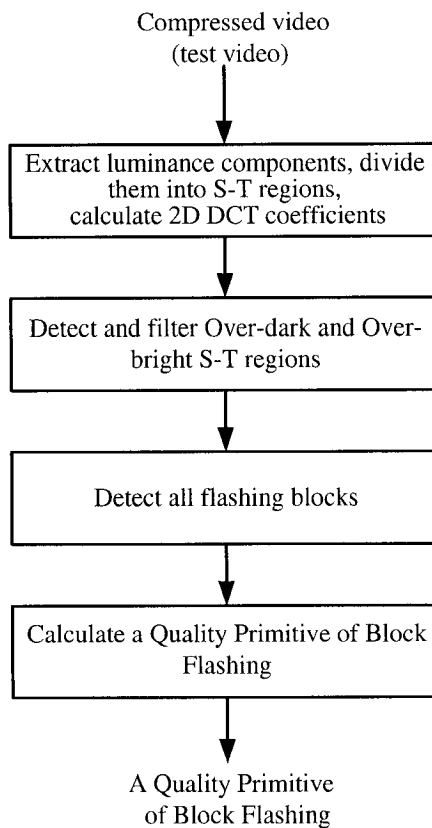 Compressed video
(test video)
Extract luminance components, divide
them into S-T regions,
calculate 2D DCT coefficients
Detect and filter Over-dark and Over-
bright S-T regions
Detect all flashing blocks
Calculate a Quality Primitive of Block
Flashing
A Quality Primitive
of Block Flashing